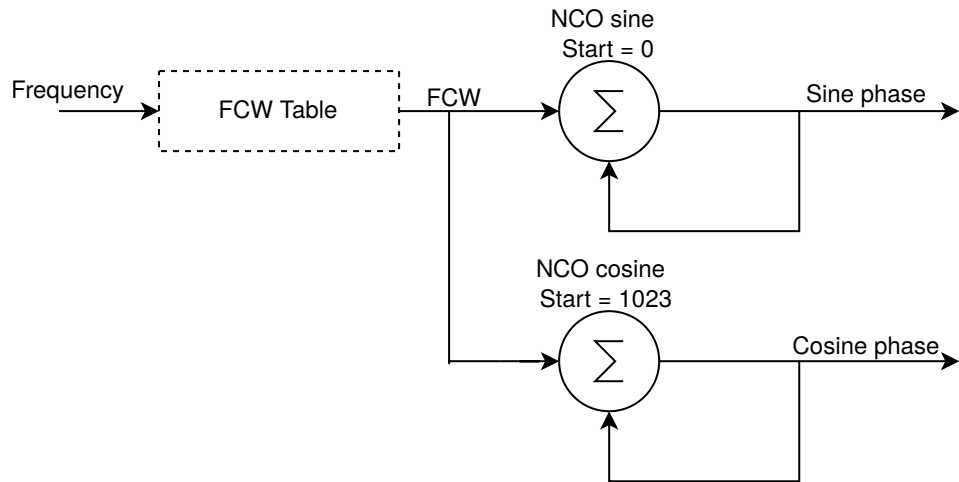 NCO sine
Start = 0
Frequency
FCW Table
FCW
∑
Sine phase
NCO cosine
Start = 1023
∑
Cosine phase